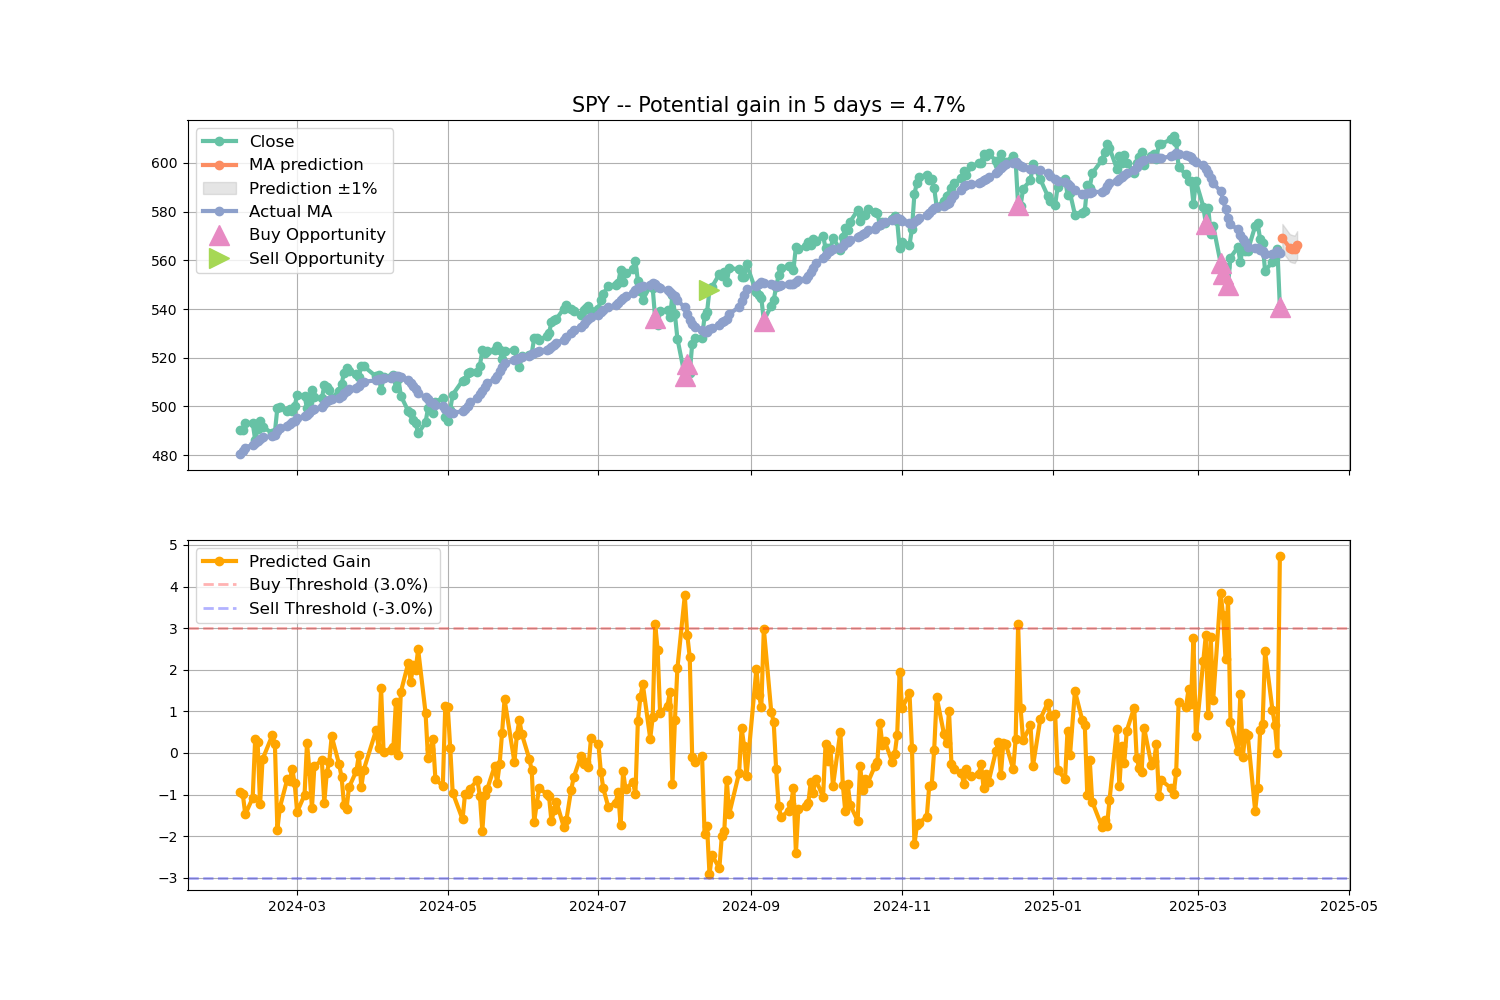 SPY -- Potential gain in 5 days = 4.7%
Close
MA prediction
Prediction ±1%
Actual MA
Buy Opportunity
Sell Opportunity
600
580
560
540
520
500
480
Predicted Gain
Buy Threshold (3.0%)
Sell Threshold (-3.0%)
5
4
3
2
1
0
−1
−2
−3
2024-03
2024-05
2024-07
2024-09
2024-11
2025-01
2025-03
2025-05